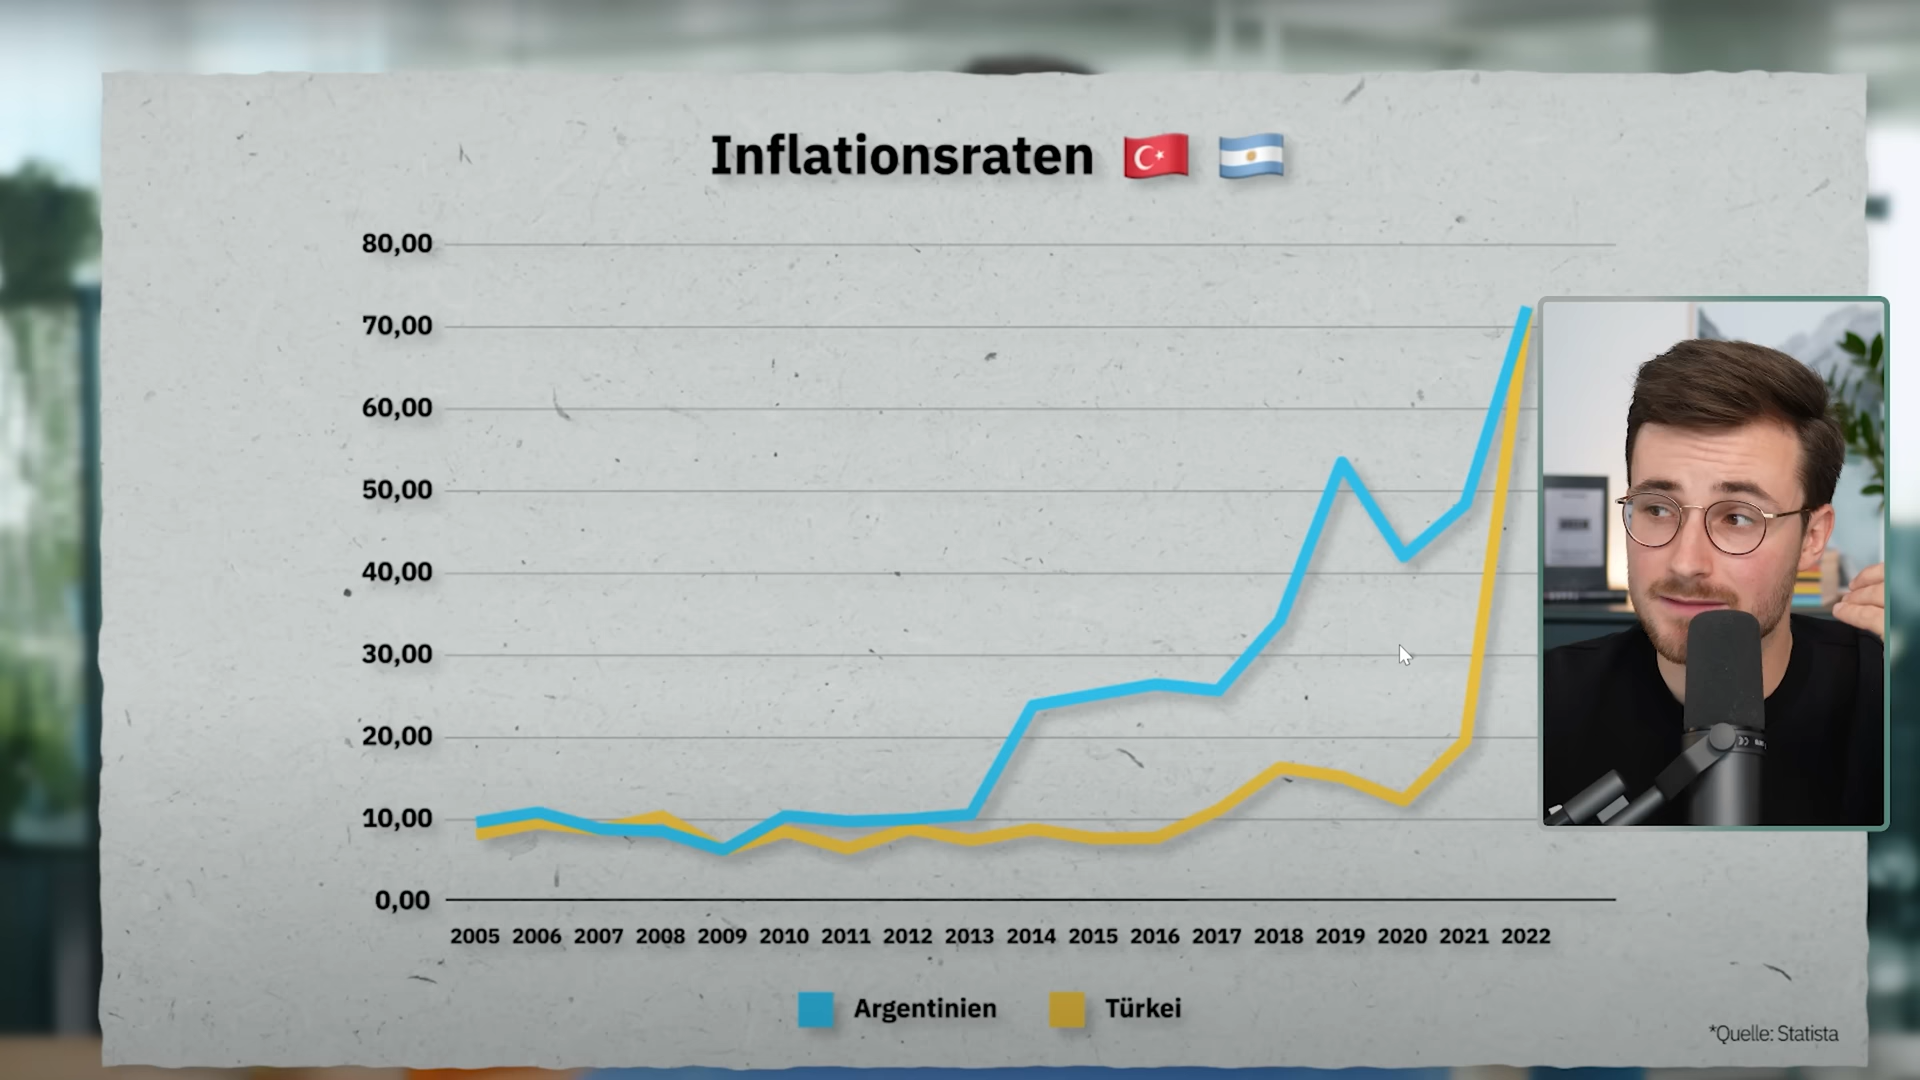 Inflationsraten
80,00
70,00
60,00
50,00
40,00
30,00
20,00
10,00
0,00
2005 2006 2007 2008 2009 2010 2011 2012 2013 2014 2015 2016 2017 2018 2019 2020 2021 2022
Argentinien Türkei
*Quelle: Statista